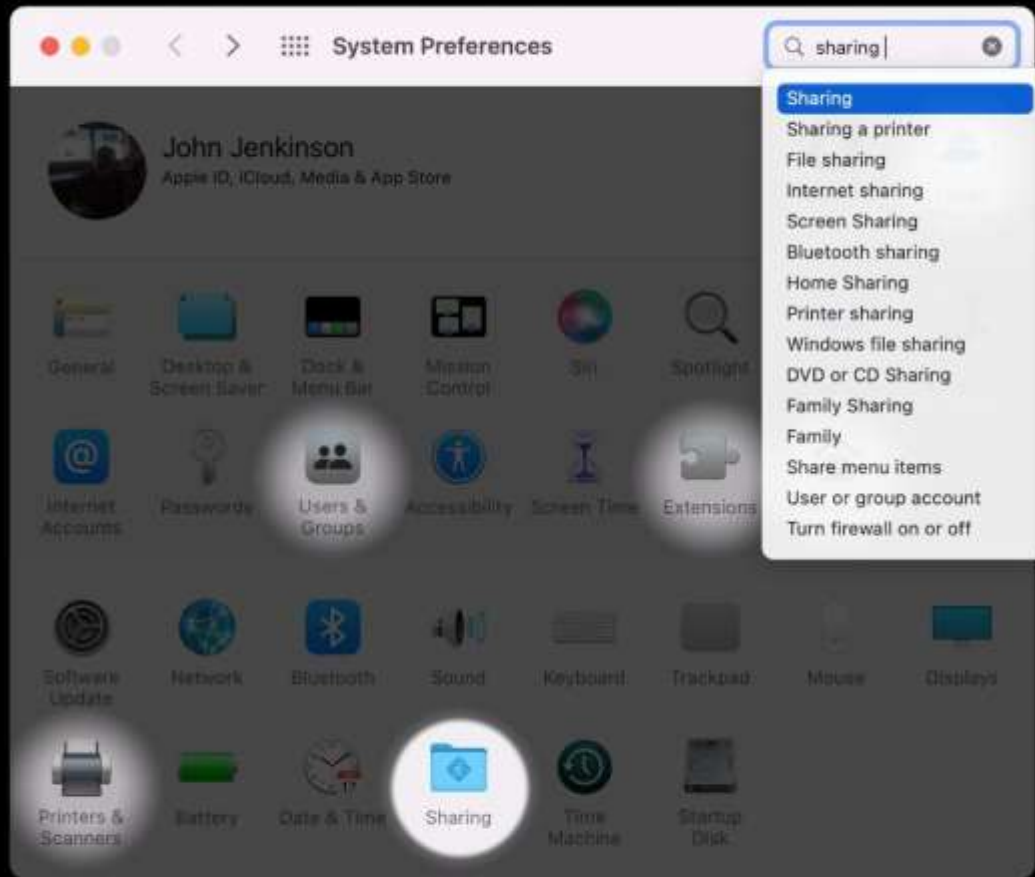 System Preferences
sharing
Sharing
Sharing a printer
File sharing
Internet sharing
Screen Sharing
Bluetooth sharing
Home Sharing
Printer sharing
Windows file sharing
DVD or CD Sharing
Family Sharing
Family
Share menu items
User or group account
Turn firewall on or off
John Jenkinson
Apple ID, iCloud, Media & App Store
General
Desktop &
Screen Saver
Dock &
Menu Bar
Mission
Control
Siri
Spotlight
Internet
Accounts
Passwords
Users &
Groups
Accessibility
Screen Time
Extensions
Software
Update
Network
Bluetooth
Sound
Keyboard
Trackpad
Mouse
Displays
Printers &
Scanners
Battery
Date & Time
Sharing
Time
Machine
Startup
Disk
17